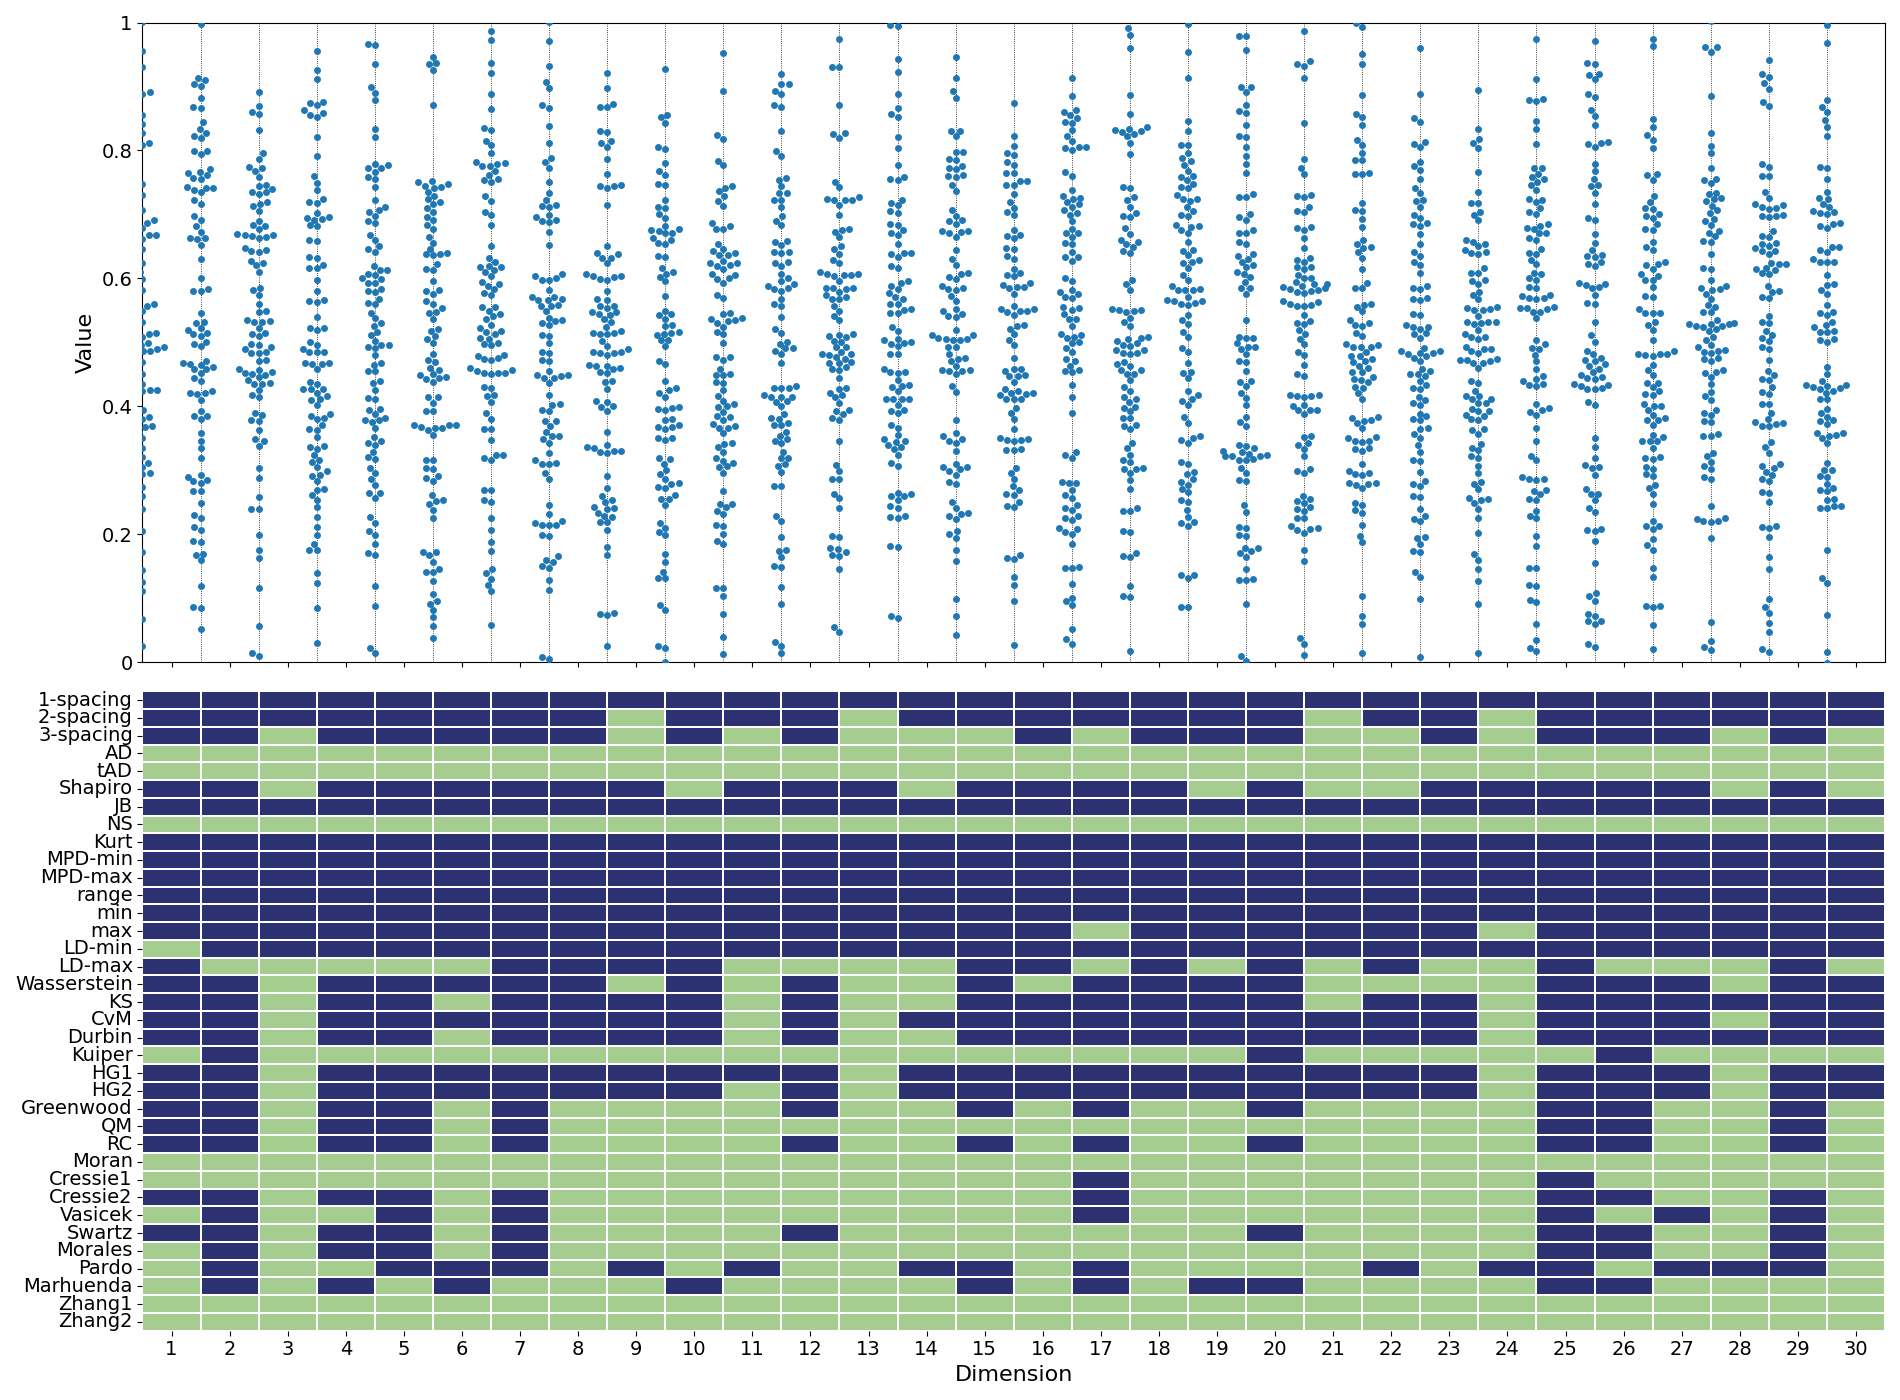 1
0.8
0.6
0.4
0.2
0
Value
1-spacing
2-spacing
3-spacing
AD
tAD
Shapiro
JB
NS
Kurt
MPD-min
MPD-max
range
min
max
LD-min
LD-max
Wasserstein
KS
CvM
Durbin
Kuiper
HG1
HG2
Greenwood
QM
RC
Moran
Cressie1
Cressie2
Vasicek
Swartz
Morales
Pardo
Marhuenda
Zhang1
Zhang2
1 2 3 4 5 6 7 8 9 10 11 12 13 14 15 16 17 18 19 20 21 22 23 24 25 26 27 28 29 30
Dimension